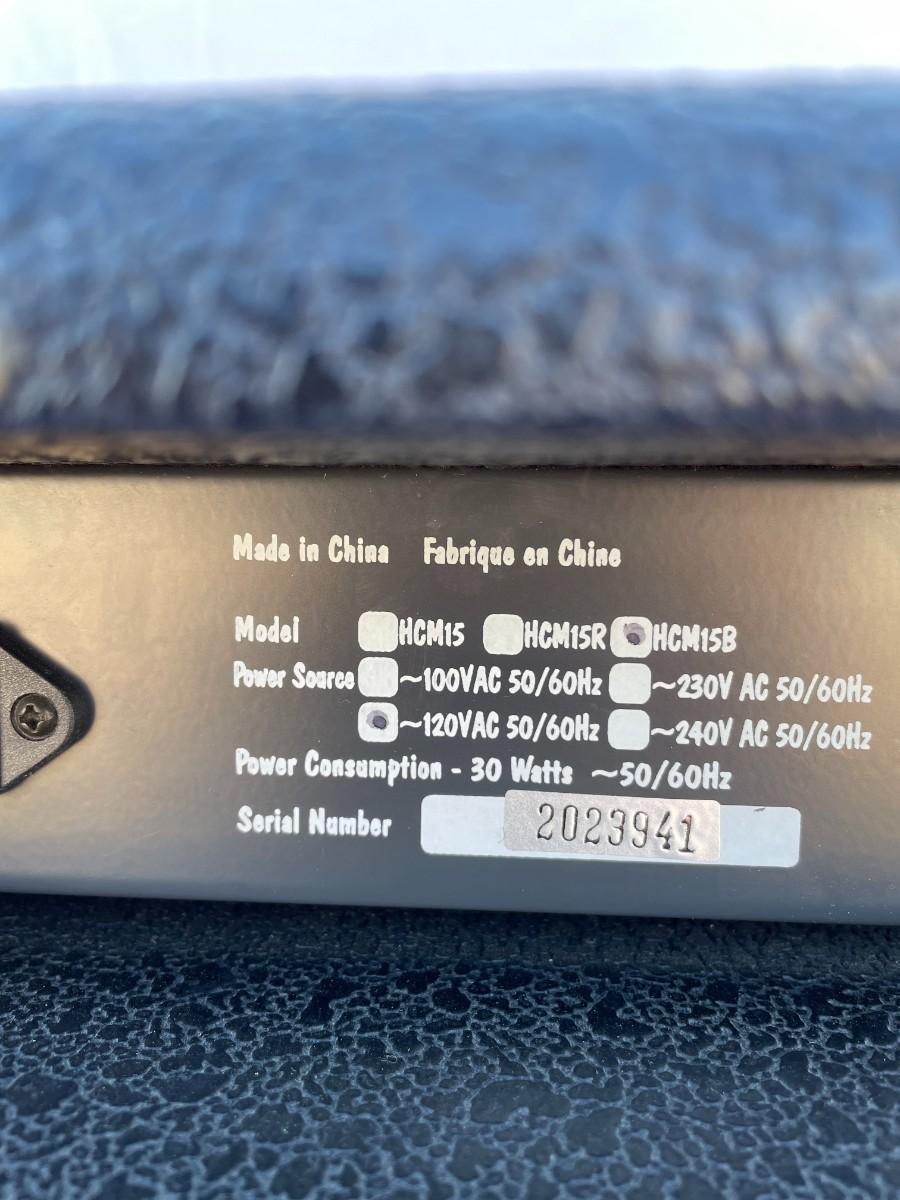 Made in China Fabrique en Chine
Model HCM15 HCM15R HCM15B
Power Source ~100VAC 50/60Hz ~230V AC 50/60Hz
~120VAC 50/60Hz ~240V AC 50/60Hz
Power Consumption - 30 Watts ~50/60Hz
Serial Number 2023941